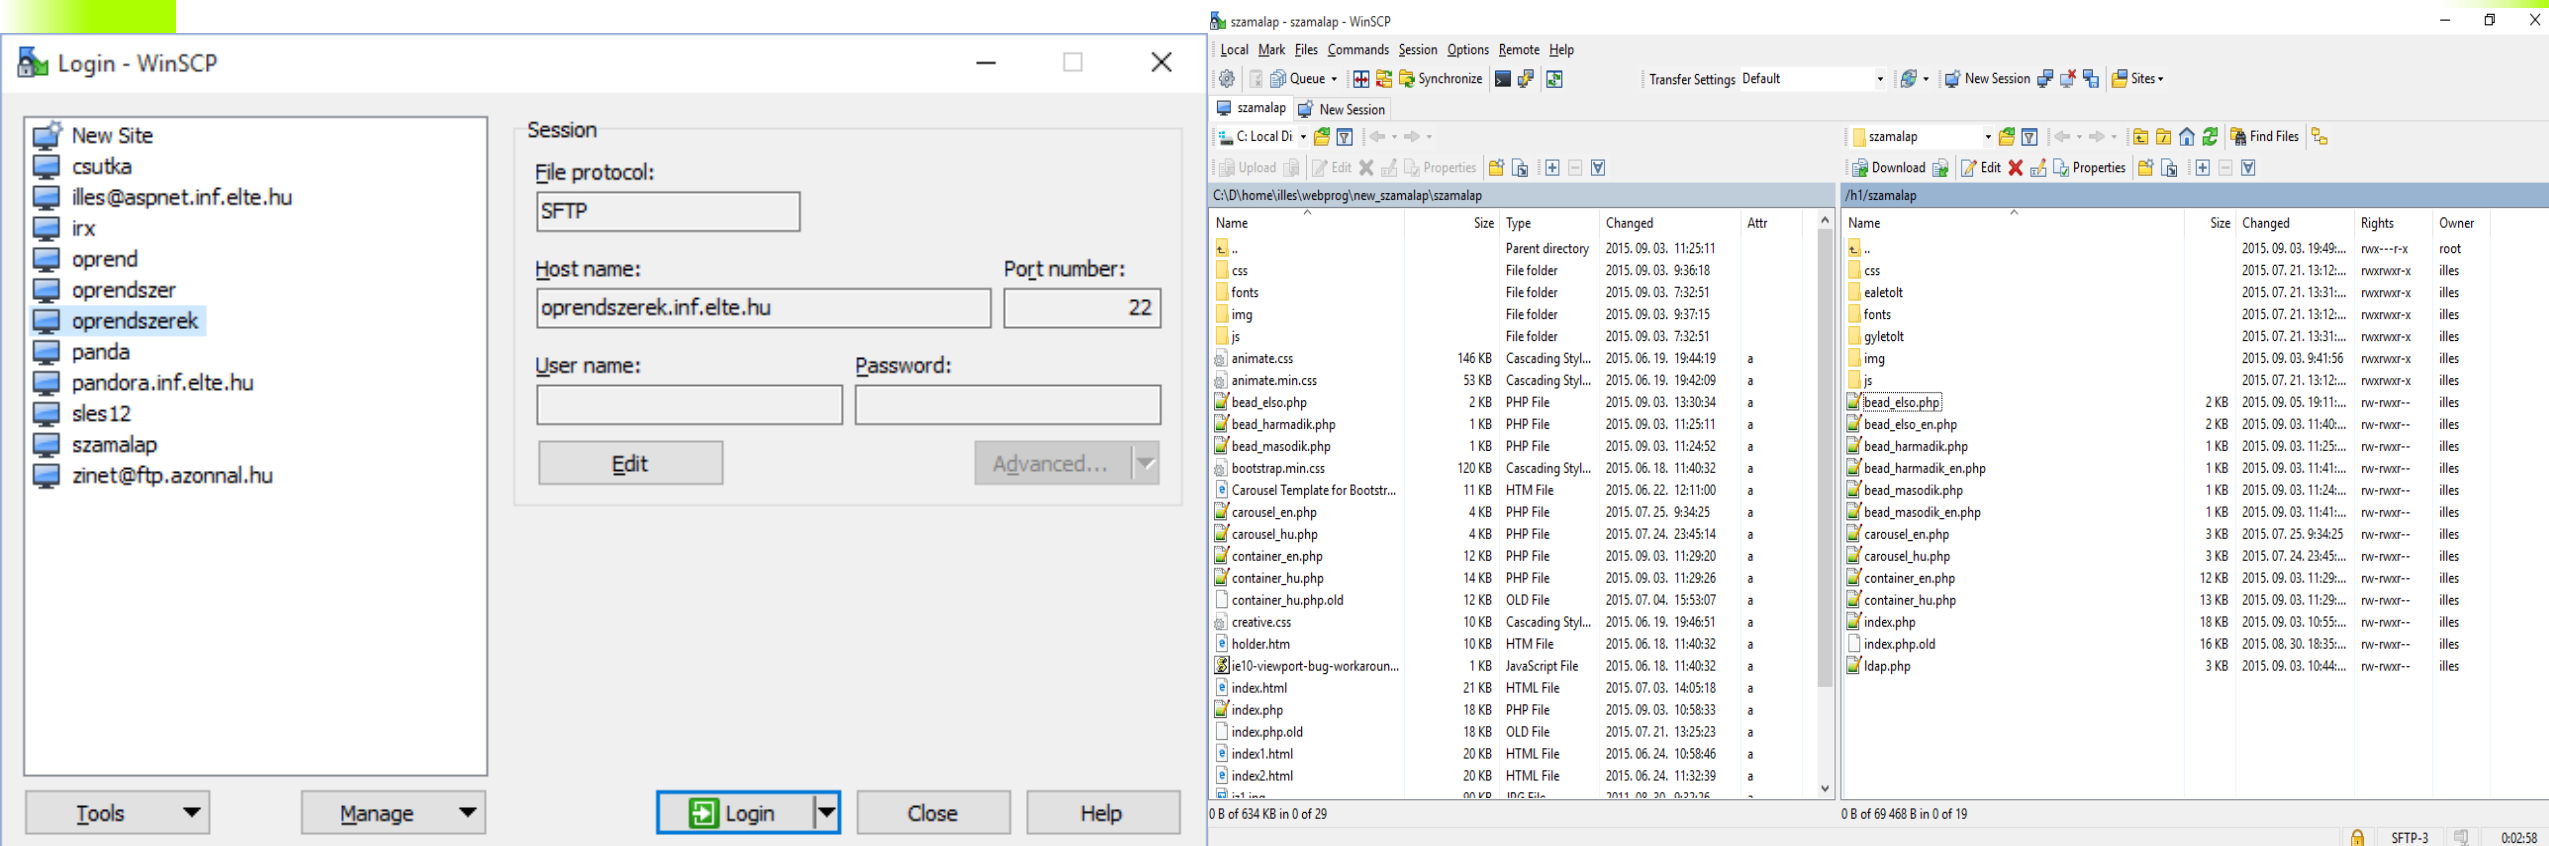 Login - WinSCP
New Site
csutka
illes@aspnet.inf.elte.hu
irx
oprend
oprendszer
oprendszerek
panda
pandora.inf.elte.hu
sles12
szamalap
zinet@ftp.azonnal.hu
Session
File protocol:
SFTP
Host name: Port number:
oprendszerek.inf.elte.hu 22
User name: Password:
Edit Advanced...
Tools Manage Login Close Help
szamalap - szamalap - WinSCP
Local Mark Files Commands Session Options Remote Help
Queue Synchronize Transfer Settings Default New Session Sites
szamalap New Session
C: Local Di szamalap Find Files
Upload Edit Properties Download Edit Properties
C:\D\home\illes\webprog\new_szamalap\szamalap
Name Size Type Changed Attr
.. Parent directory 2015. 09. 03. 11:25:11
css File folder 2015. 09. 03. 9:36:18
fonts File folder 2015. 09. 03. 7:32:51
img File folder 2015. 09. 03. 9:37:15
js File folder 2015. 09. 03. 7:32:51
animate.css 146 KB Cascading Styl... 2015. 06. 19. 19:44:19 a
animate.min.css 53 KB Cascading Styl... 2015. 06. 19. 19:42:09 a
bead_elso.php 2 KB PHP File 2015. 09. 03. 13:30:34 a
bead_harmadik.php 1 KB PHP File 2015. 09. 03. 11:25:11 a
bead_masodik.php 1 KB PHP File 2015. 09. 03. 11:24:52 a
bootstrap.min.css 120 KB Cascading Styl... 2015. 06. 18. 11:40:32 a
Carousel Template for Bootstr... 11 KB HTM File 2015. 06. 22. 12:11:00 a
carousel_en.php 4 KB PHP File 2015. 07. 25. 9:34:25 a
carousel_hu.php 4 KB PHP File 2015. 07. 24. 23:45:14 a
container_en.php 12 KB PHP File 2015. 09. 03. 11:29:20 a
container_hu.php 14 KB PHP File 2015. 09. 03. 11:29:26 a
container_hu.php.old 12 KB OLD File 2015. 07. 04. 15:53:07 a
creative.css 10 KB Cascading Styl... 2015. 06. 19. 19:46:51 a
holder.htm 10 KB HTM File 2015. 06. 18. 11:40:32 a
ie10-viewport-bug-workaroun... 1 KB JavaScript File 2015. 06. 18. 11:40:32 a
index.html 21 KB HTML File 2015. 07. 03. 14:05:18 a
index.php 18 KB PHP File 2015. 09. 03. 10:58:33 a
index.php.old 18 KB OLD File 2015. 07. 21. 13:25:23 a
index1.html 20 KB HTML File 2015. 06. 24. 10:58:46 a
index2.html 20 KB HTML File 2015. 06. 24. 11:32:39 a
0 B of 634 KB in 0 of 29
/h1/szamalap
Name Size Changed Rights Owner
.. 2015. 09. 03. 19:49:... rwx---r-x root
css 2015. 07. 21. 13:12:... rwxrwxr-x illes
ealetolt 2015. 07. 21. 13:31:... rwxrwxr-x illes
fonts 2015. 07. 21. 13:12:... rwxrwxr-x illes
gyletolt 2015. 07. 21. 13:31:... rwxrwxr-x illes
img 2015. 09. 03. 9:41:56 rwxrwxr-x illes
js 2015. 07. 21. 13:12:... rwxrwxr-x illes
bead_elso.php 2 KB 2015. 09. 05. 19:11:... rw-rwxr-- illes
bead_elso_en.php 2 KB 2015. 09. 03. 11:40:... rw-rwxr-- illes
bead_harmadik.php 1 KB 2015. 09. 03. 11:25:... rw-rwxr-- illes
bead_harmadik_en.php 1 KB 2015. 09. 03. 11:41:... rw-rwxr-- illes
bead_masodik.php 1 KB 2015. 09. 03. 11:24:... rw-rwxr-- illes
bead_masodik_en.php 1 KB 2015. 09. 03. 11:41:... rw-rwxr-- illes
carousel_en.php 3 KB 2015. 07. 25. 9:34:25 rw-rwxr-- illes
carousel_hu.php 3 KB 2015. 07. 24. 23:45:... rw-rwxr-- illes
container_en.php 12 KB 2015. 09. 03. 11:29:... rw-rwxr-- illes
container_hu.php 13 KB 2015. 09. 03. 11:29:... rw-rwxr-- illes
index.php 18 KB 2015. 09. 03. 10:55:... rw-rwxr-- illes
index.php.old 16 KB 2015. 08. 30. 18:35:... rw-rwxr-- illes
ldap.php 3 KB 2015. 09. 03. 10:44:... rw-rwxr-- illes
0 B of 69 468 B in 0 of 19
SFTP-3 0:02:58